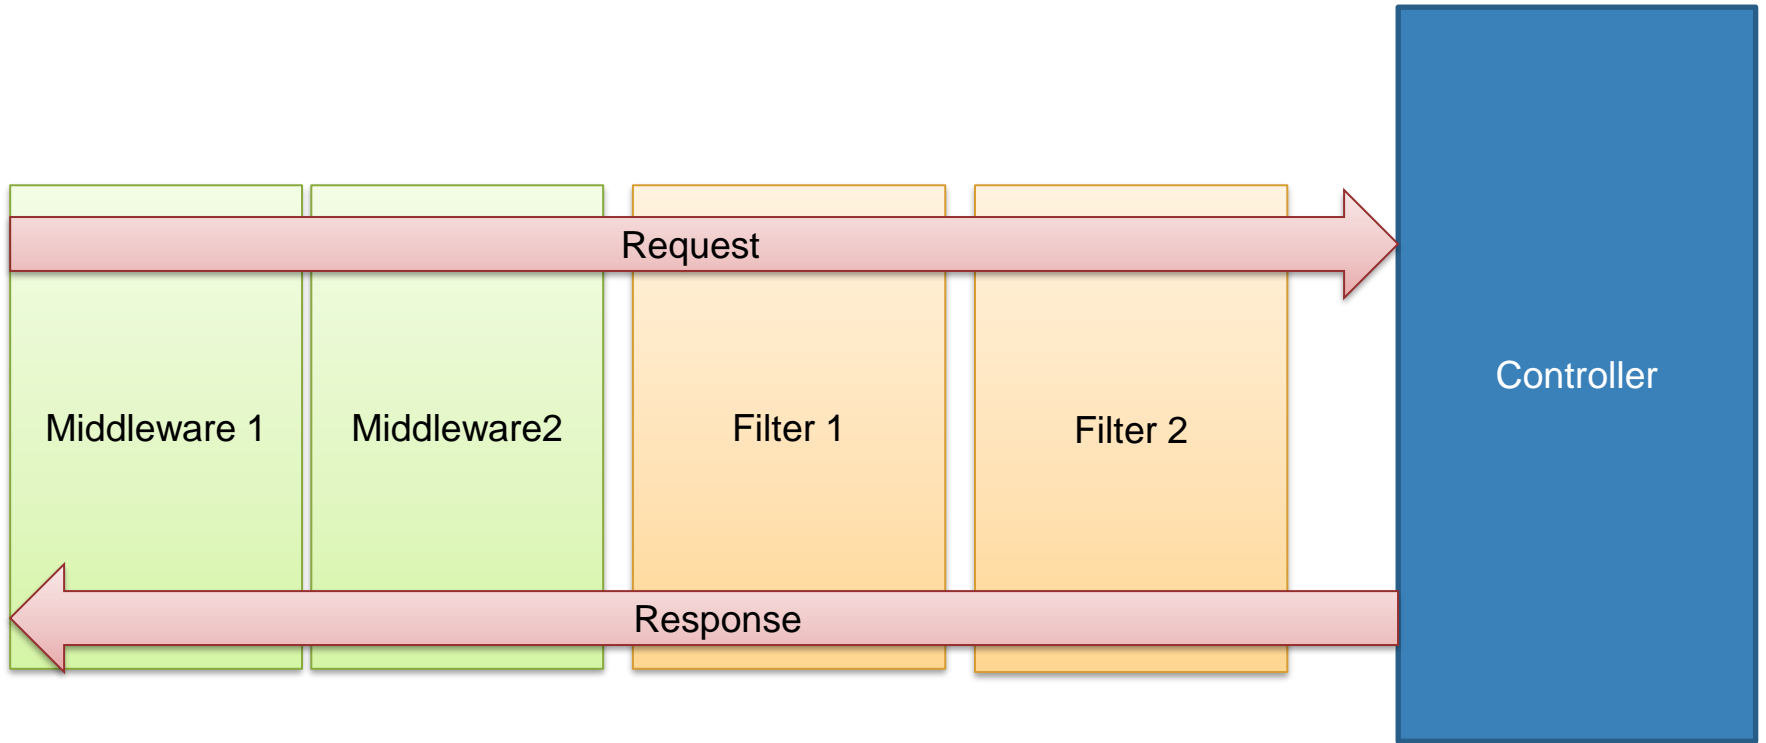 Request
Controller
Middleware 1
Middleware2
Filter 1
Filter 2
Response